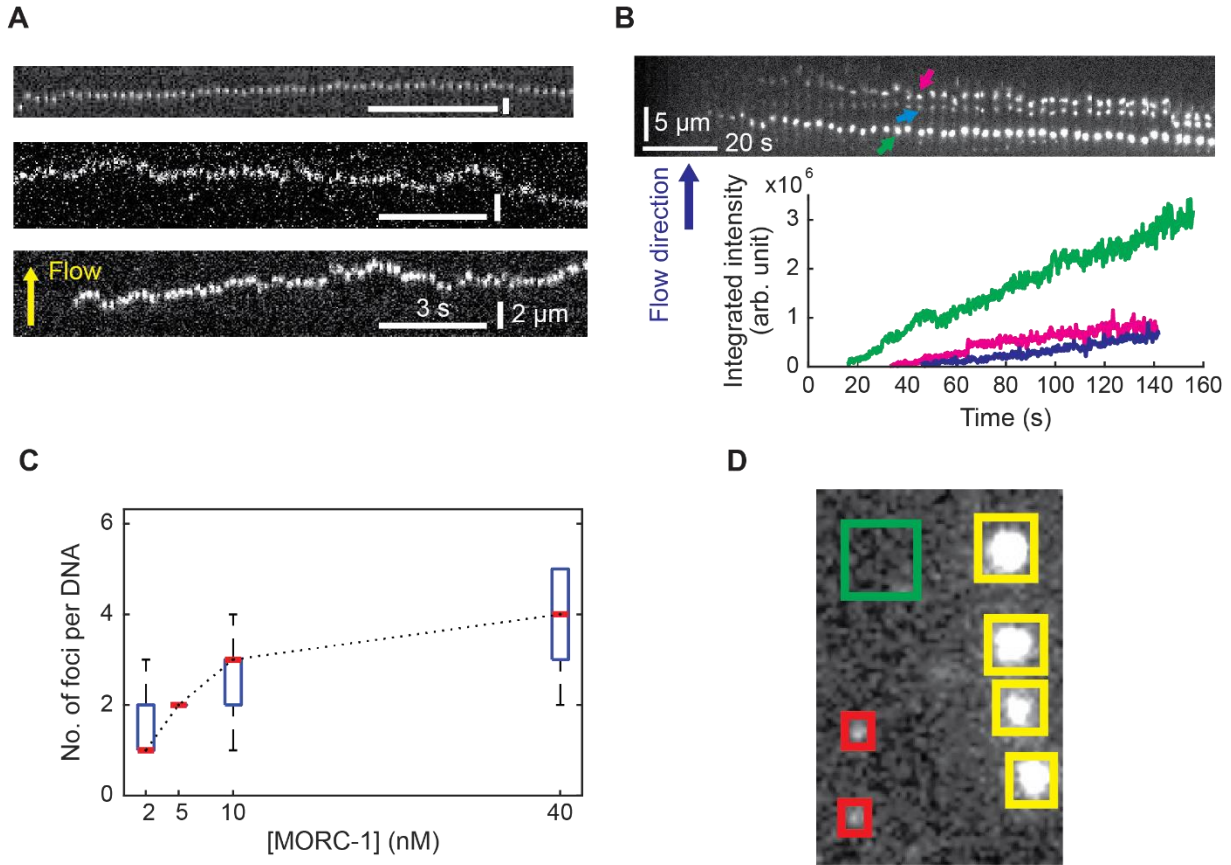 A
Flow
3 s
2 µm
B
5 µm
20 s
Flow direction
Integrated intensity
(arb. unit)
x10⁶
3
2
1
0
0 20 40 60 80 100 120 140 160
Time (s)
C
No. of foci per DNA
6
4
2
0
2 5 10 40
[MORC-1] (nM)
D